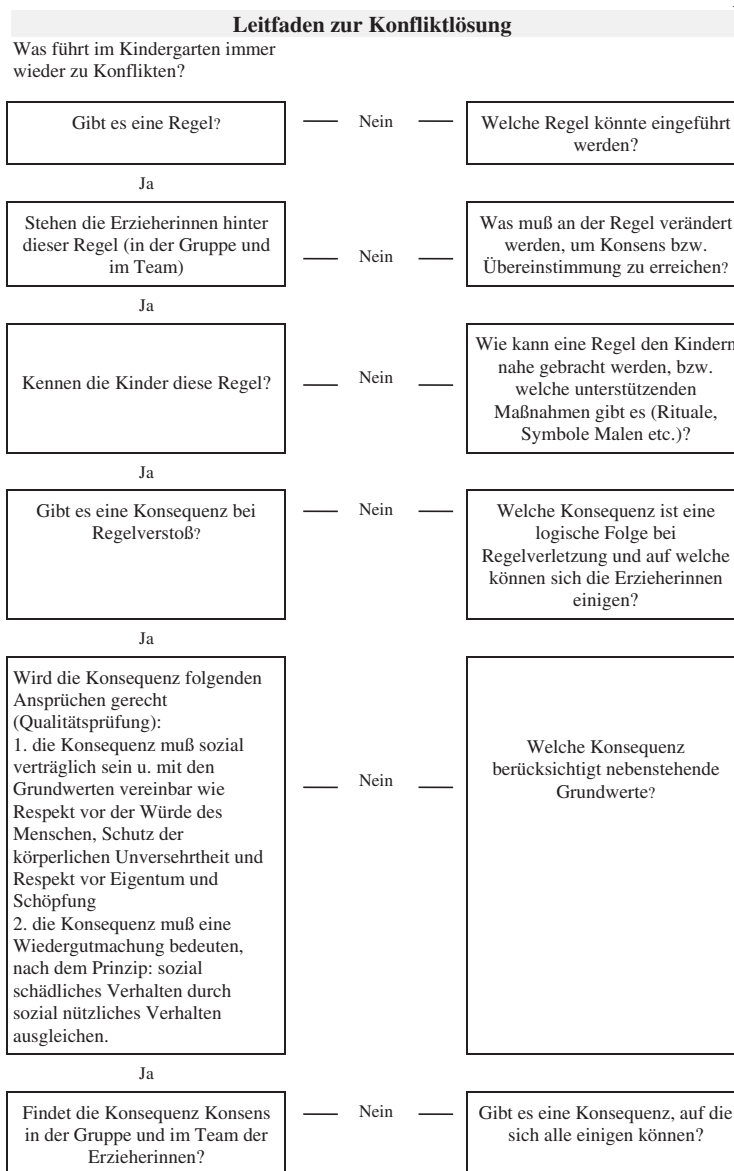 Leitfaden zur Konfliktlösung
Was führt im Kindergarten immer
wieder zu Konflikten?
Gibt es eine Regel?
Nein
Welche Regel könnte eingeführt
werden?
Ja
Stehen die Erzieherinnen hinter
dieser Regel (in der Gruppe und
im Team)
Nein
Was muß an der Regel verändert
werden, um Konsens bzw.
Übereinstimmung zu erreichen?
Ja
Kennen die Kinder diese Regel?
Nein
Wie kann eine Regel den Kindern
nahe gebracht werden, bzw.
welche unterstützenden
Maßnahmen gibt es (Rituale,
Symbole Malen etc.)?
Ja
Gibt es eine Konsequenz bei
Regelverstoß?
Nein
Welche Konsequenz ist eine
logische Folge bei
Regelverletzung und auf welche
können sich die Erzieherinnen
einigen?
Ja
Wird die Konsequenz folgenden
Ansprüchen gerecht
(Qualitätsprüfung):
1. die Konsequenz muß sozial
verträglich sein u. mit den
Grundwerten vereinbar wie
Respekt vor der Würde des
Menschen, Schutz der
körperlichen Unversehrtheit und
Respekt vor Eigentum und
Schöpfung
2. die Konsequenz muß eine
Wiedergutmachung bedeuten,
nach dem Prinzip: sozial
schädliches Verhalten durch
sozial nützliches Verhalten
ausgleichen.
Nein
Welche Konsequenz
berücksichtigt nebenstehende
Grundwerte?
Ja
Findet die Konsequenz Konsens
in der Gruppe und im Team der
Erzieherinnen?
Nein
Gibt es eine Konsequenz, auf die
sich alle einigen können?